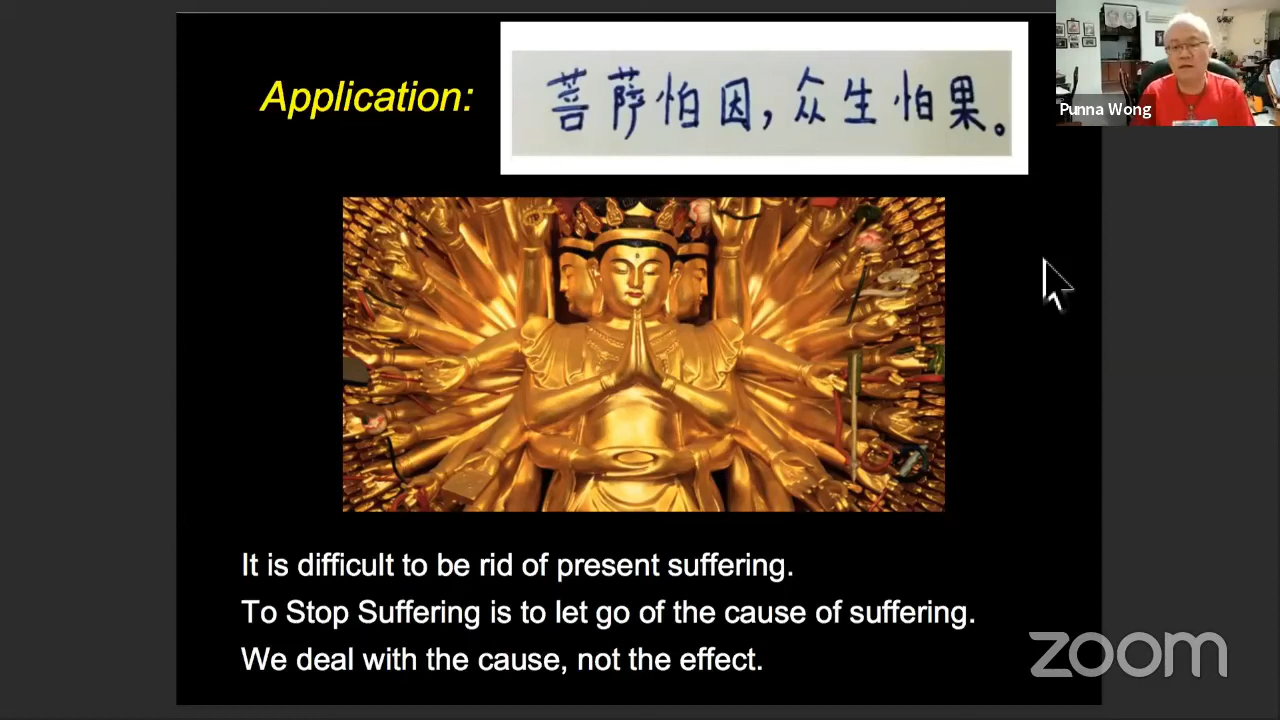 Application:
菩萨怕因,众生怕果。
Punna Wong
It is difficult to be rid of present suffering.
To Stop Suffering is to let go of the cause of suffering.
We deal with the cause, not the effect.
zoom